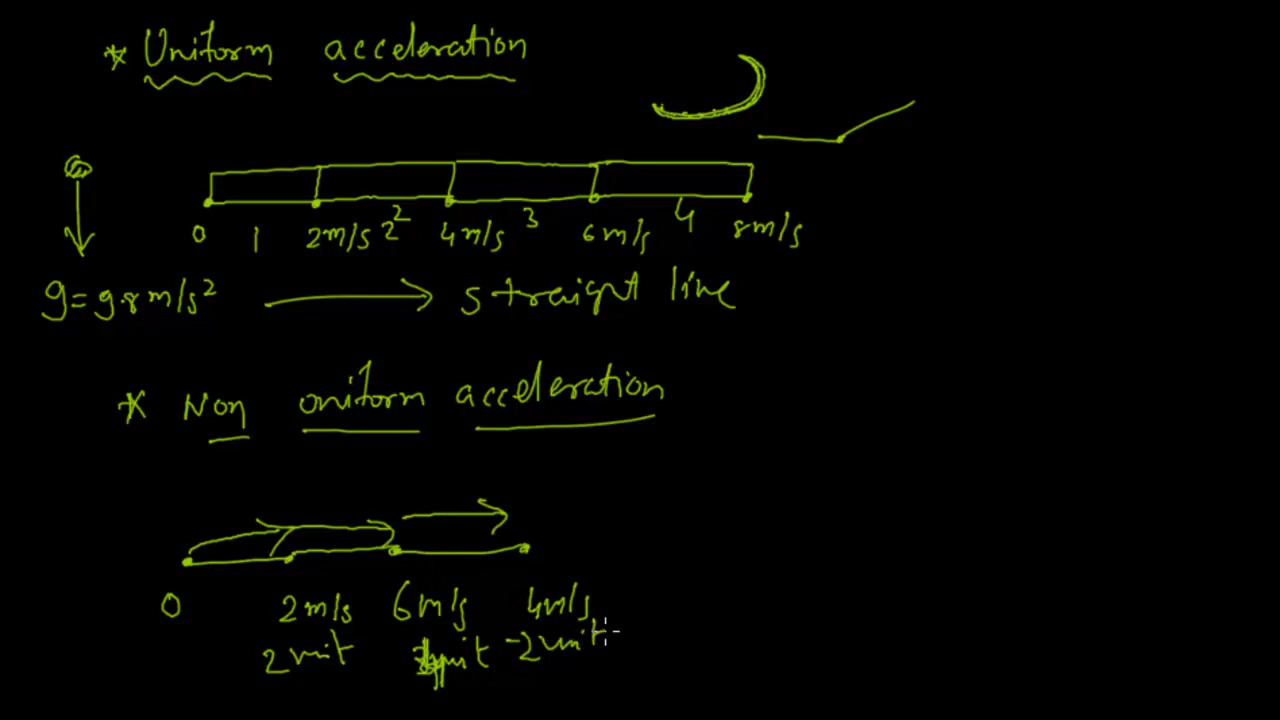 * Uniform acceleration
0 1 2m/s 2 4m/s 3 6m/s 4 8m/s
g = 9.8m/s² → straight line
* Non uniform acceleration
0 2m/s 6m/s 4m/s
2 unit unit -2 unit